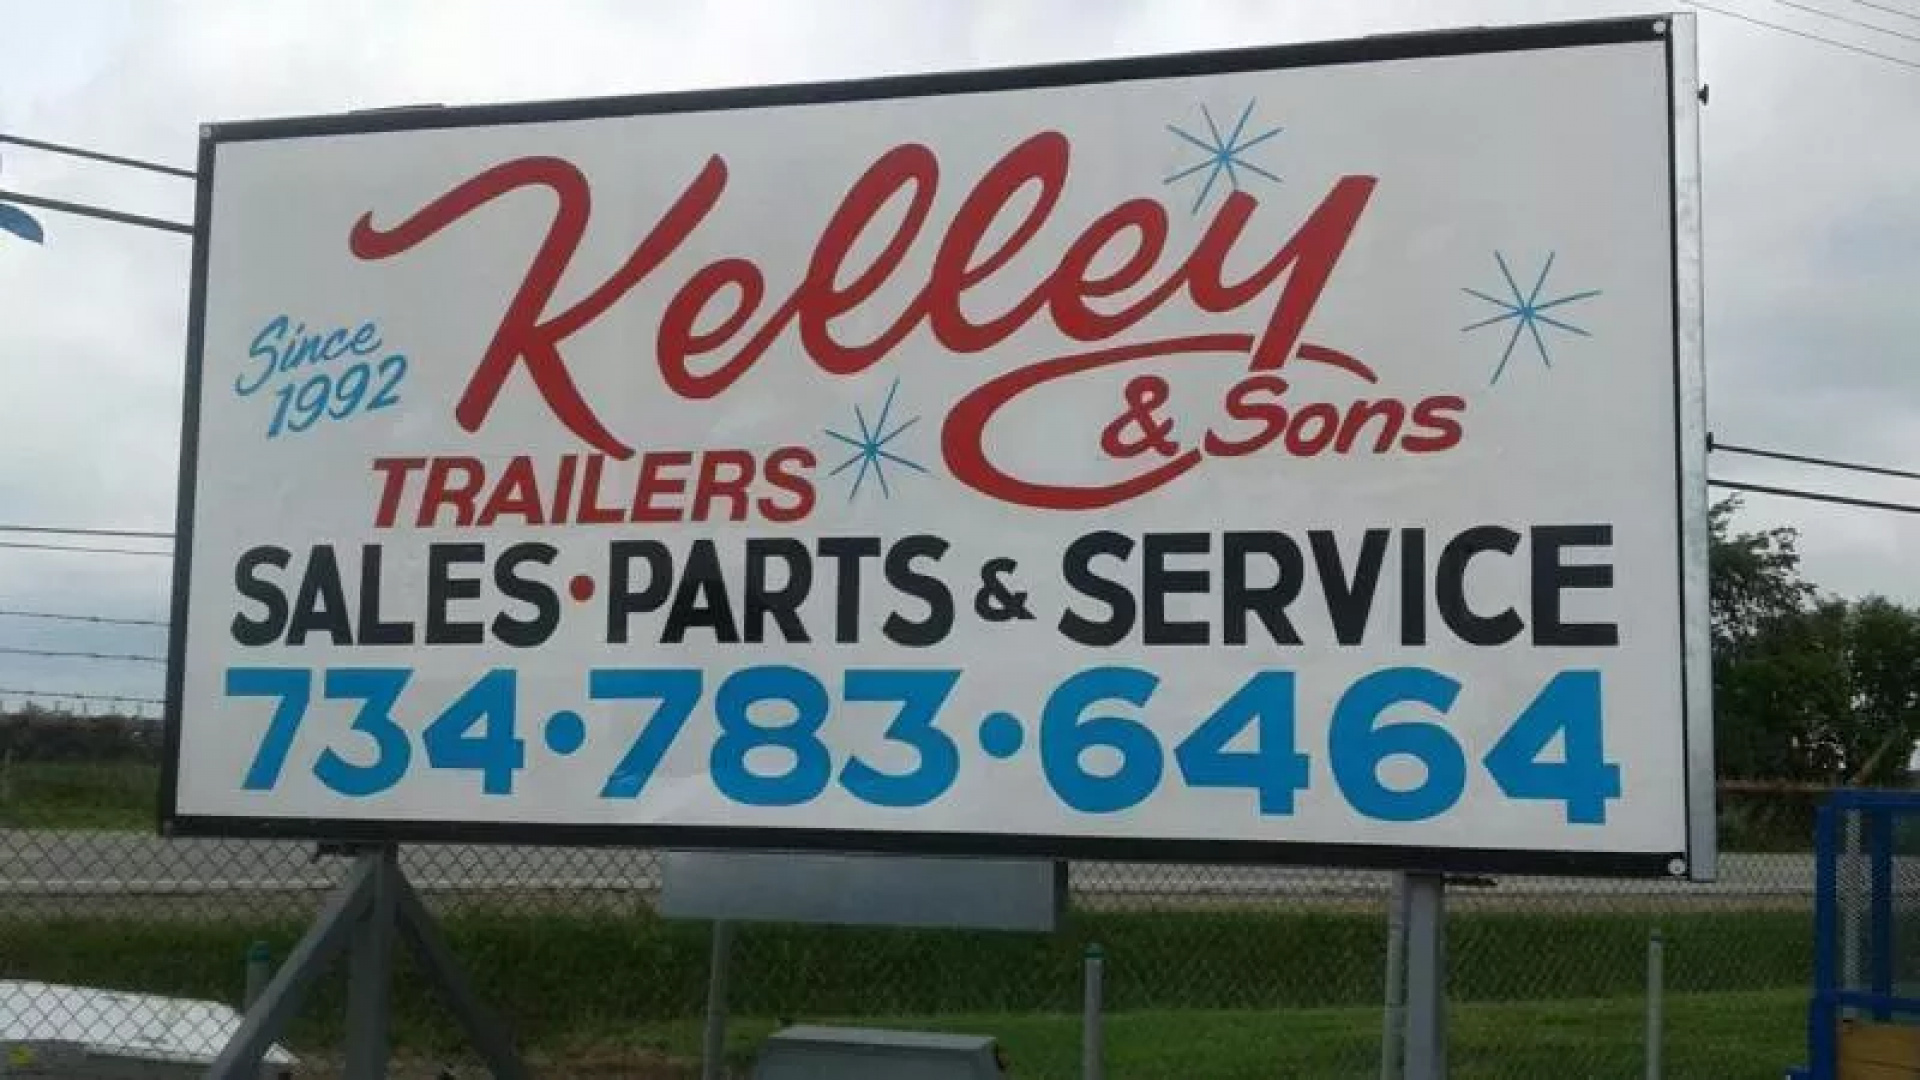 Kelley
& Sons
Since
1992
TRAILERS
SALES•PARTS & SERVICE
734•783•6464